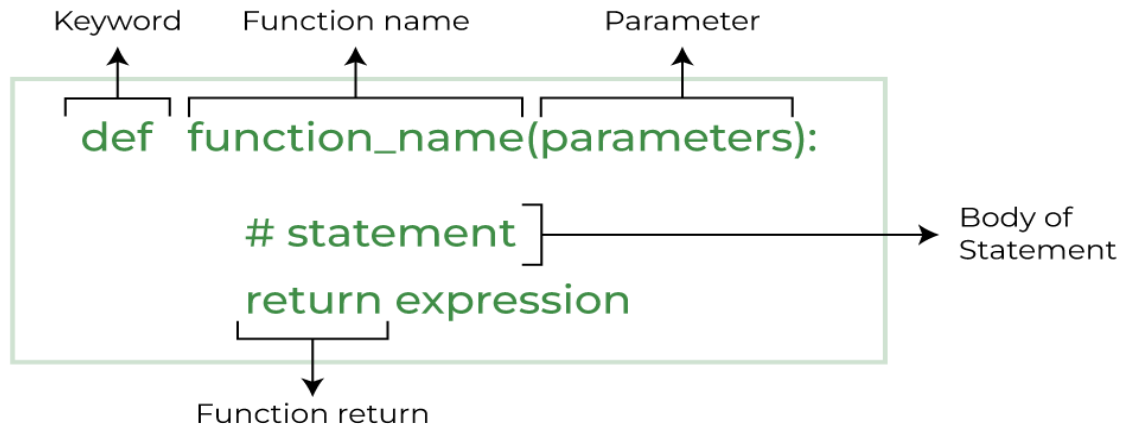 Keyword Function name Parameter
def function_name(parameters):
# statement
Body of
Statement
return expression
Function return